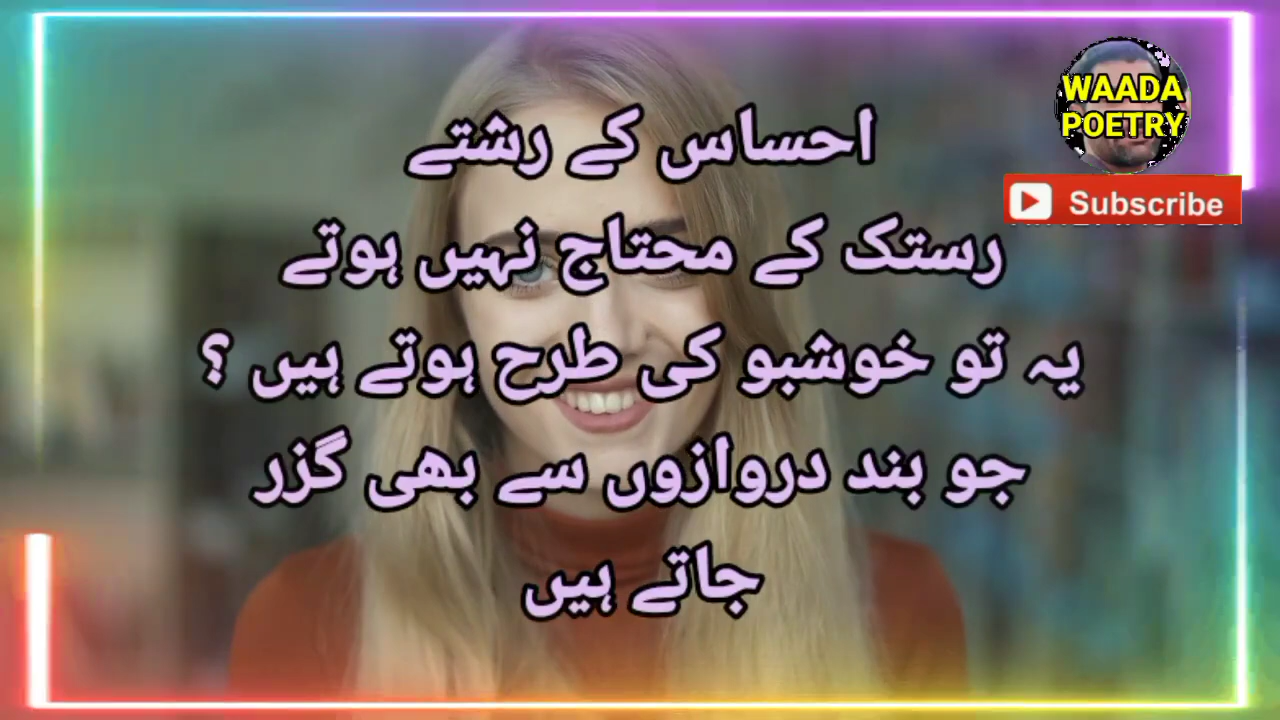 WAADA
POETRY
Subscribe
احساس کے رشتے
رستک کے محتاج نہیں ہوتے
یہ تو خوشبو کی طرح ہوتے ہیں ؟
جو بند دروازوں سے بھی گزر
جاتے ہیں